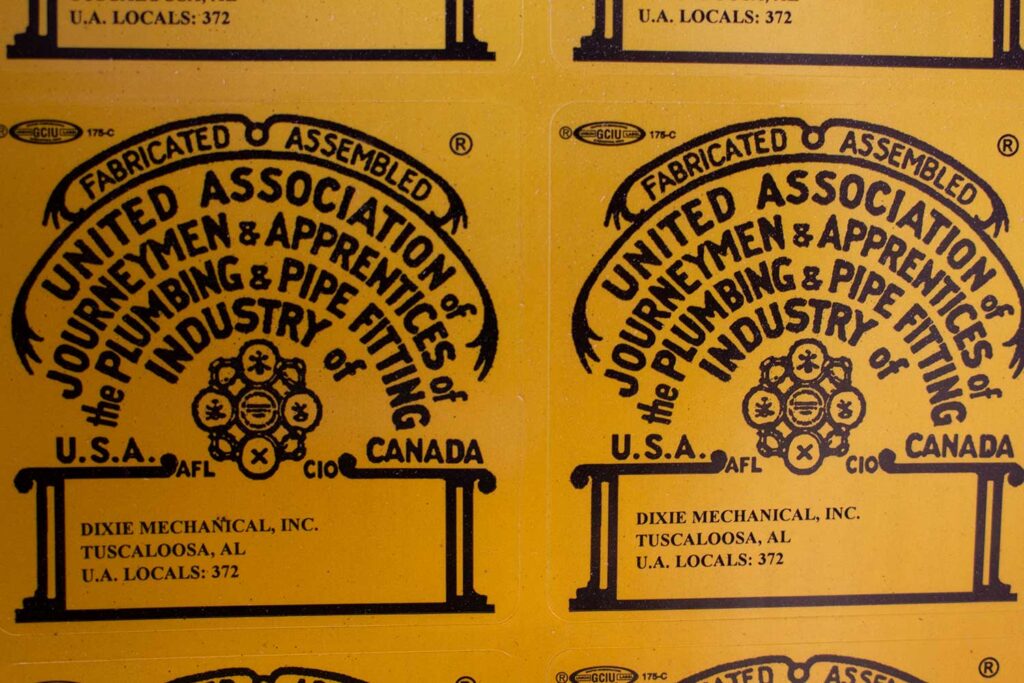 U.A. LOCALS: 372
U.A. LOCALS: 372
® GCIU 175-C
®
FABRICATED ASSEMBLED
UNITED ASSOCIATION of
JOURNEYMEN & APPRENTICES of
the PLUMBING & PIPE FITTING
INDUSTRY of
U.S.A. CANADA
AFL CIO
DIXIE MECHANICAL, INC.
TUSCALOOSA, AL
U.A. LOCALS: 372
® GCIU 175-C
®
FABRICATED ASSEMBLED
UNITED ASSOCIATION of
JOURNEYMEN & APPRENTICES of
the PLUMBING & PIPE FITTING
INDUSTRY of
U.S.A. CANADA
AFL CIO
DIXIE MECHANICAL, INC.
TUSCALOOSA, AL
U.A. LOCALS: 372
® GCIU 175-C
®